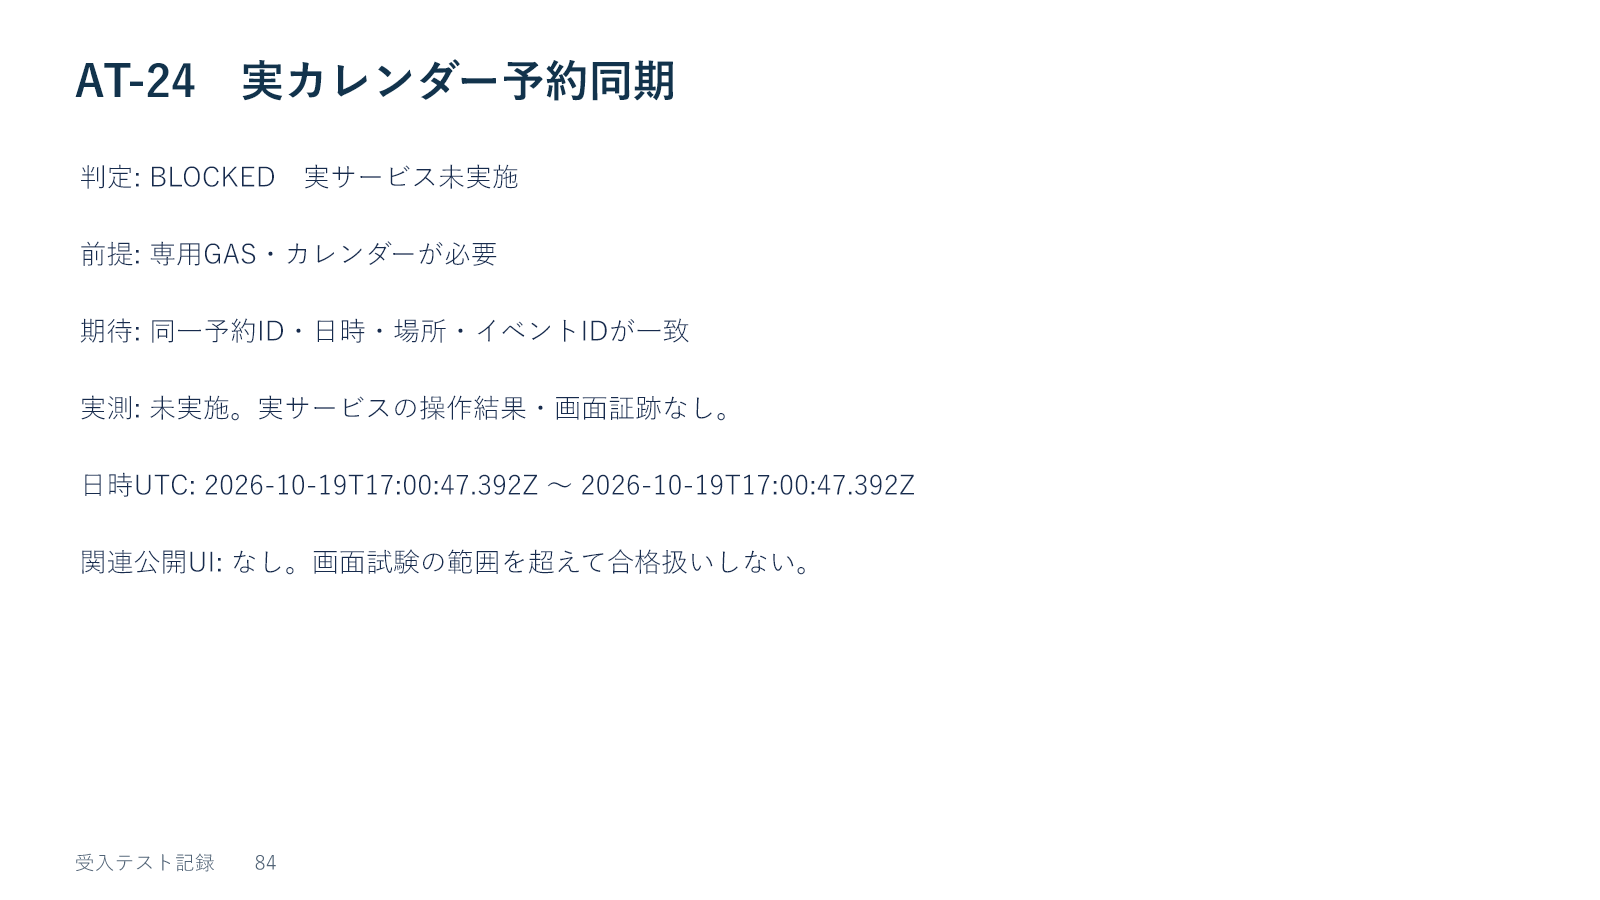 AT-24　実カレンダー予約同期
判定: BLOCKED　実サービス未実施
前提: 専用GAS・カレンダーが必要
期待: 同一予約ID・日時・場所・イベントIDが一致
実測: 未実施。実サービスの操作結果・画面証跡なし。
日時UTC: 2026-10-19T17:00:47.392Z ～ 2026-10-19T17:00:47.392Z
関連公開UI: なし。画面試験の範囲を超えて合格扱いしない。
受入テスト記録　　84